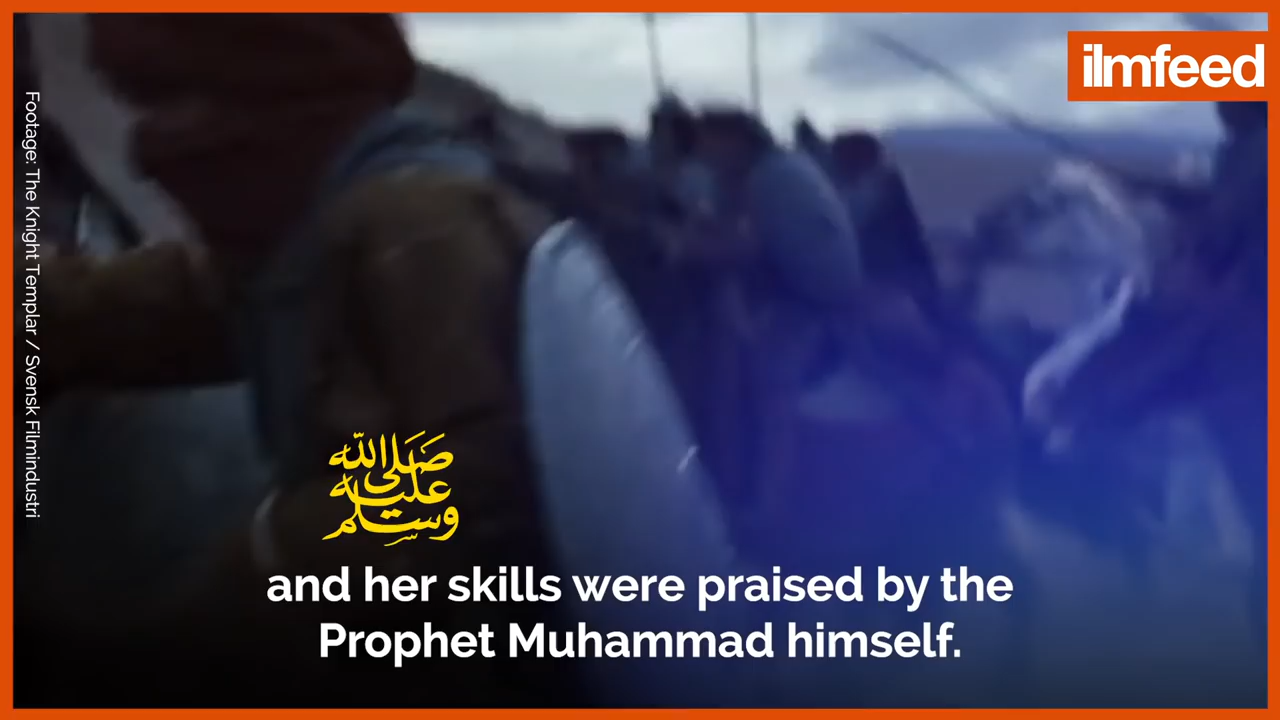 ilmfeed
Footage: The Knight Templar / Svensk Filmindustri
صلى الله
عليه
وسلم
and her skills were praised by the
Prophet Muhammad himself.